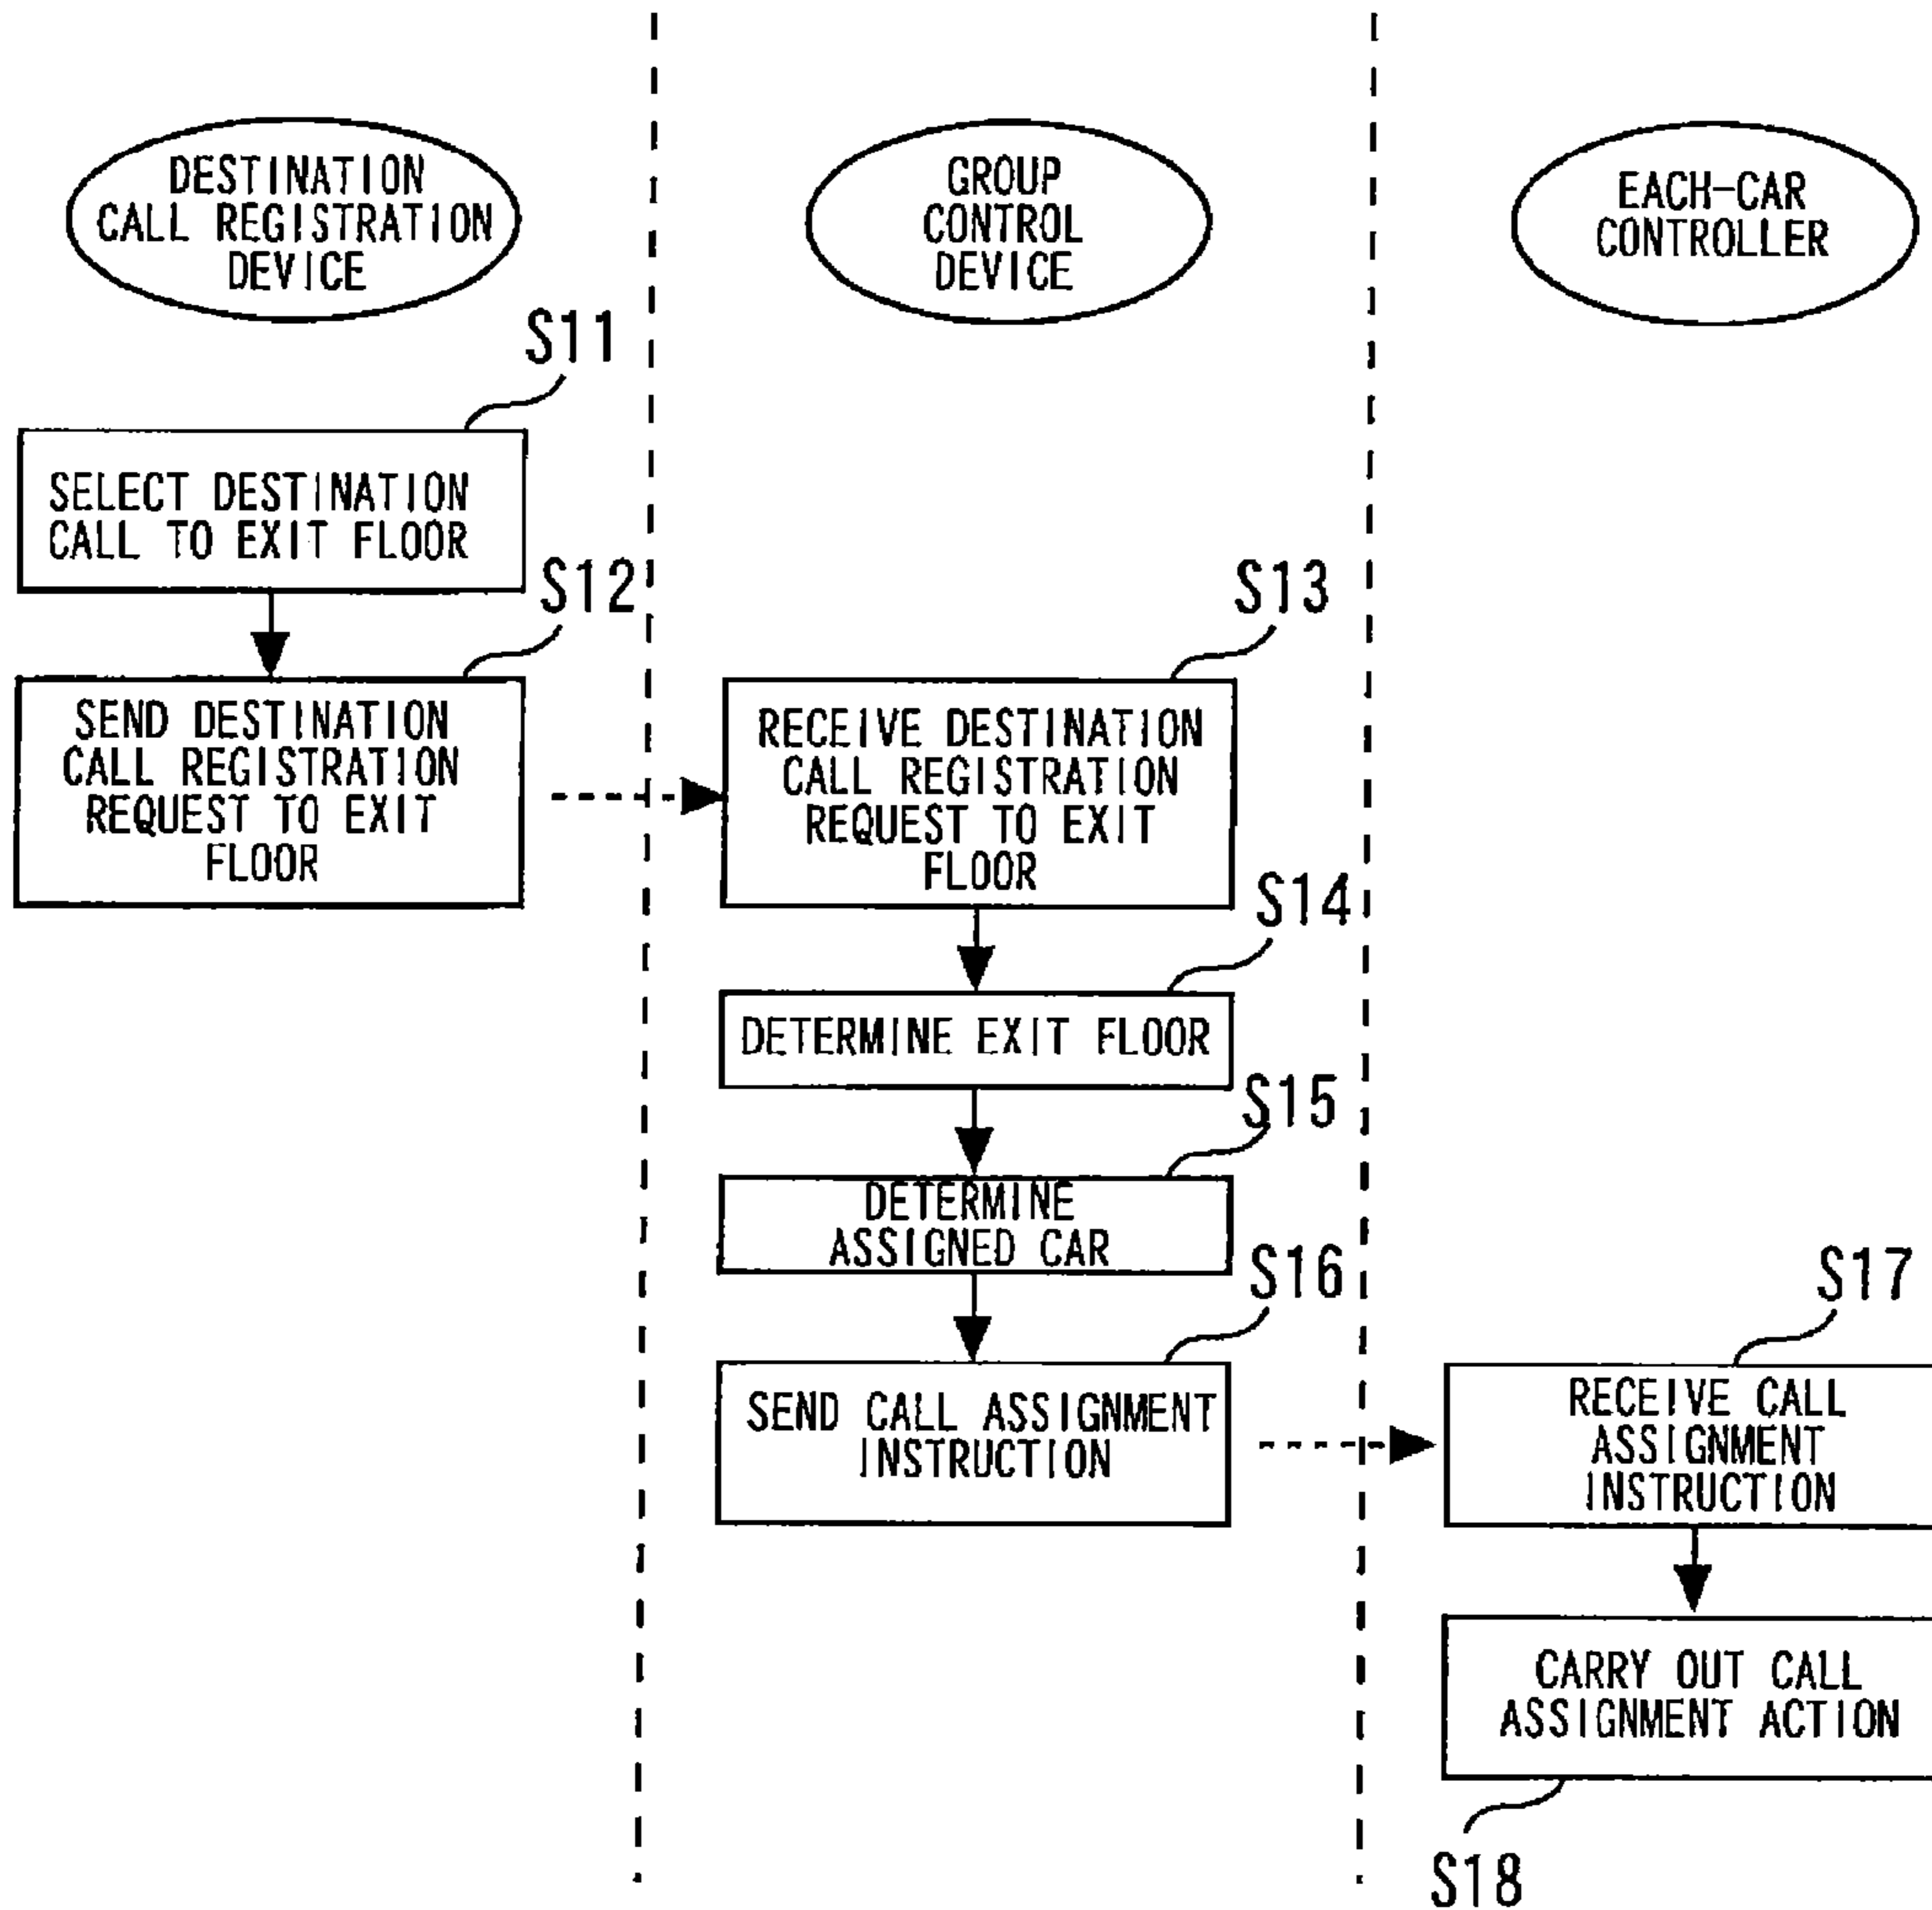 DESTINATION
CALL REGISTRATION
DEVICE
GROUP
CONTROL
DEVICE
EACH-CAR
CONTROLLER
S11
SELECT DESTINATION
CALL TO EXIT FLOOR
S12
SEND DESTINATION
CALL REGISTRATION
REQUEST TO EXIT
FLOOR
S13
RECEIVE DESTINATION
CALL REGISTRATION
REQUEST TO EXIT
FLOOR
S14
DETERMINE EXIT FLOOR
S15
DETERMINE
ASSIGNED CAR
S16
SEND CALL ASSIGNMENT
INSTRUCTION
S17
RECEIVE CALL
ASSIGNMENT
INSTRUCTION
CARRY OUT CALL
ASSIGNMENT ACTION
S18